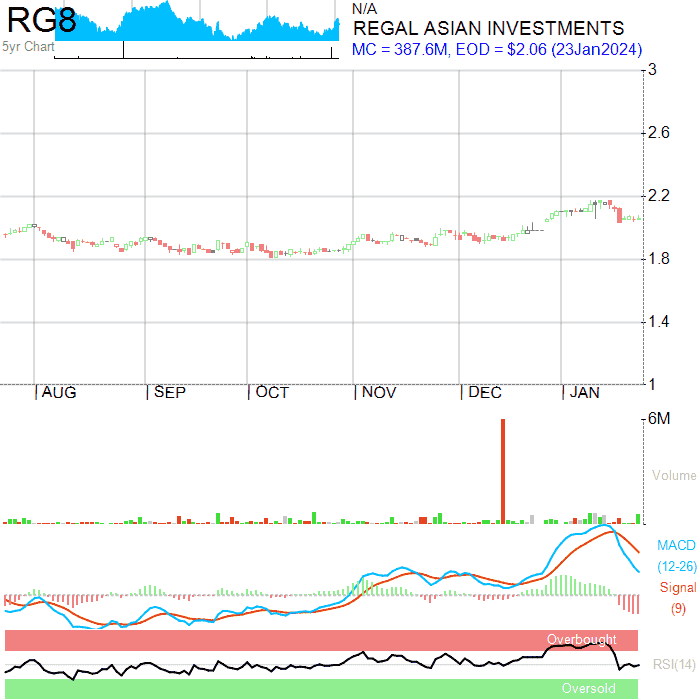 RG8
5yr Chart
N/A
REGAL ASIAN INVESTMENTS
MC = 387.6M, EOD = $2.06 (23Jan2024)
3
2.6
2.2
1.8
1.4
1
AUG SEP OCT NOV DEC JAN
6M
Volume
MACD
(12-26)
Signal
(9)
Overbought
RSI(14)
Oversold